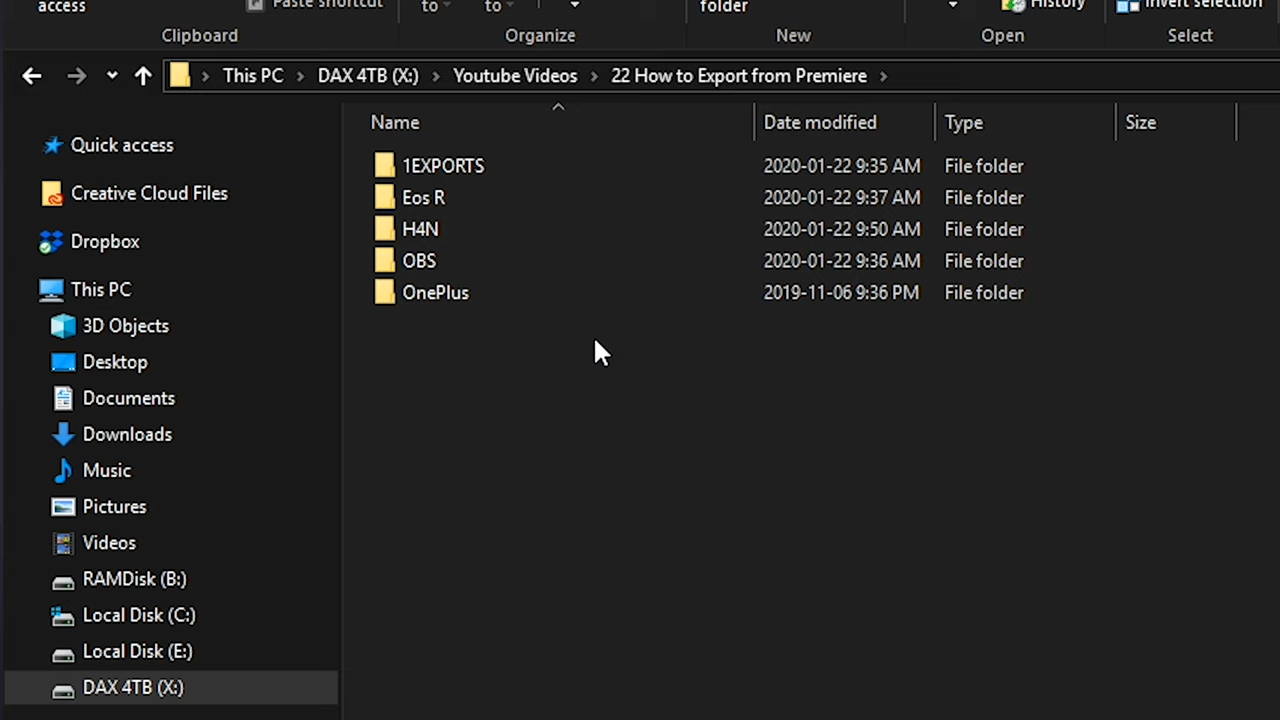 access Paste shortcut to to folder History Invert selection
Clipboard Organize New Open Select
This PC DAX 4TB (X:) Youtube Videos 22 How to Export from Premiere
Name Date modified Type Size
Quick access
Creative Cloud Files
Dropbox
This PC
3D Objects
Desktop
Documents
Downloads
Music
Pictures
Videos
RAMDisk (B:)
Local Disk (C:)
Local Disk (E:)
DAX 4TB (X:)
1EXPORTS 2020-01-22 9:35 AM File folder
Eos R 2020-01-22 9:37 AM File folder
H4N 2020-01-22 9:50 AM File folder
OBS 2020-01-22 9:36 AM File folder
OnePlus 2019-11-06 9:36 PM File folder